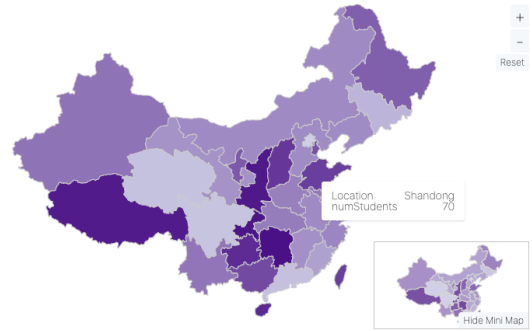 +
-
Reset
Location Shandong
numStudents 70
Hide Mini Map